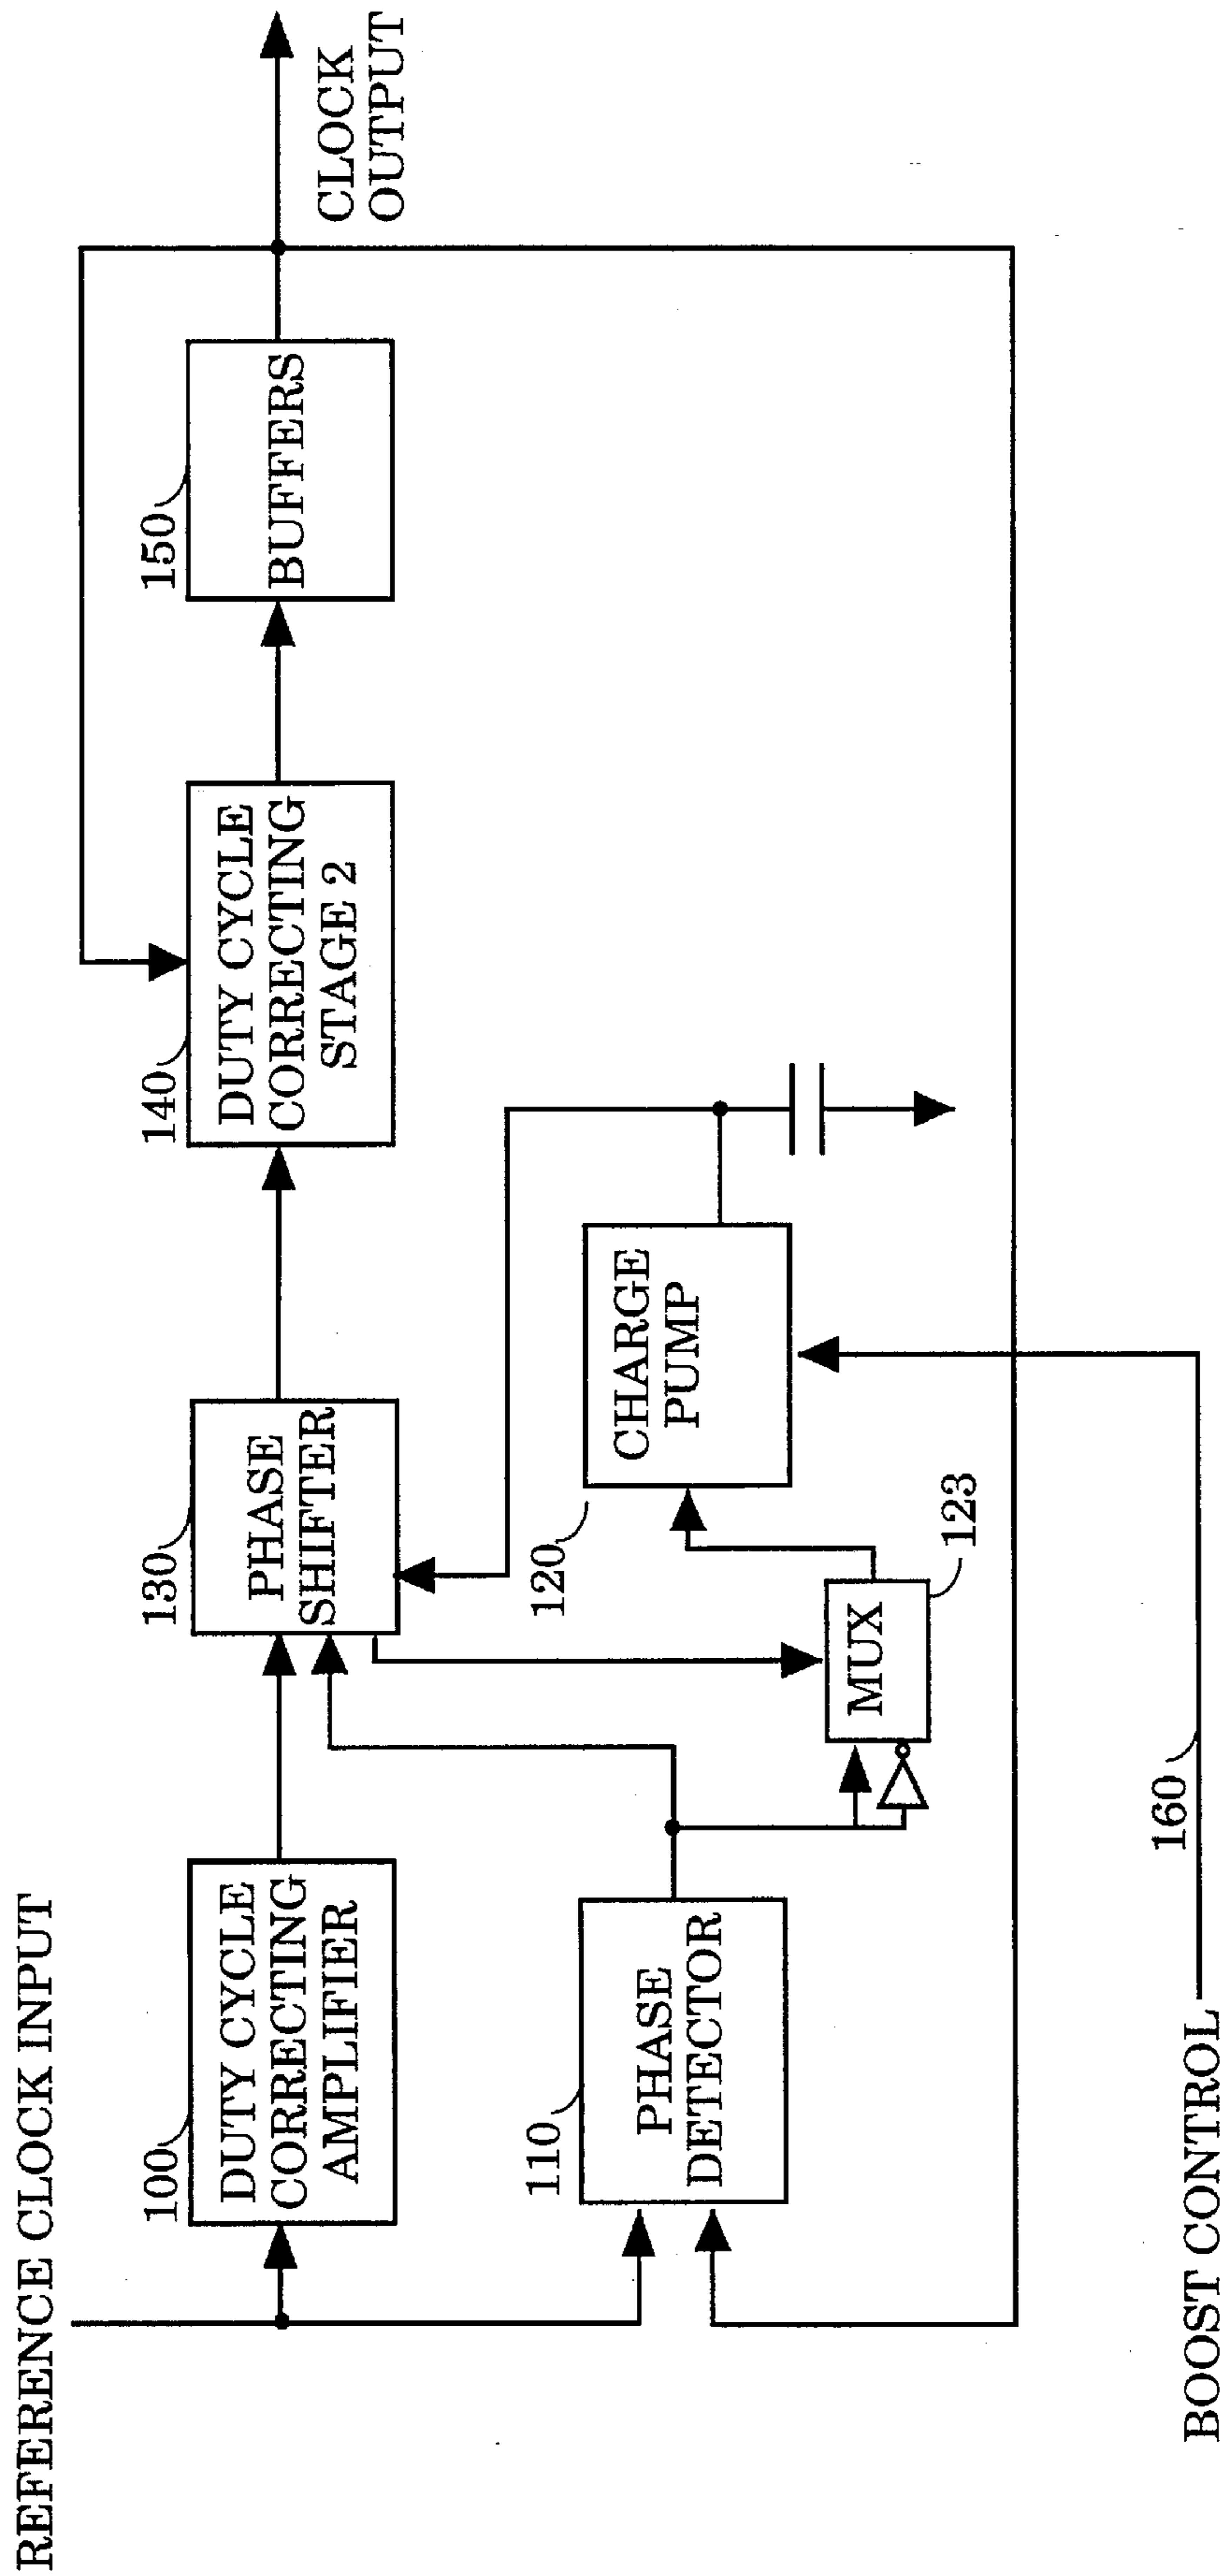 REFERENCE CLOCK INPUT
100
DUTY CYCLE
CORRECTING
AMPLIFIER
130
PHASE
SHIFTER
140
DUTY CYCLE
CORRECTING
STAGE 2
150
BUFFERS
CLOCK
OUTPUT
110
PHASE
DETECTOR
120
CHARGE
PUMP
MUX
123
160
BOOST CONTROL